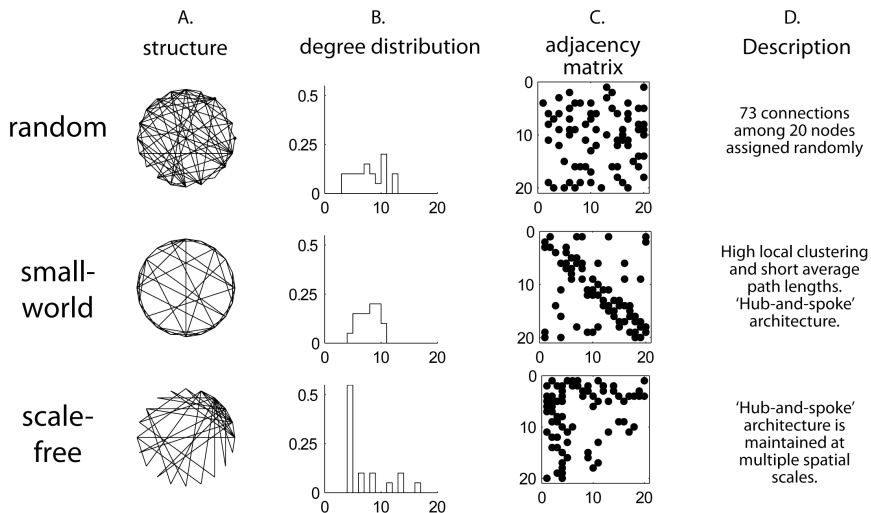 A.
B.
C.
D.
structure
degree distribution
adjacency
matrix
Description
random
0.5
0.25
0
0
10
20
0
10
20
0
10
20
73 connections
among 20 nodes
assigned randomly
small-
world
0.5
0.25
0
0
10
20
0
10
20
0
10
20
High local clustering
and short average
path lengths.
‘Hub-and-spoke’
architecture.
scale-
free
0.5
0.25
0
0
10
20
0
10
20
0
10
20
‘Hub-and-spoke’
architecture is
maintained at
multiple spatial
scales.